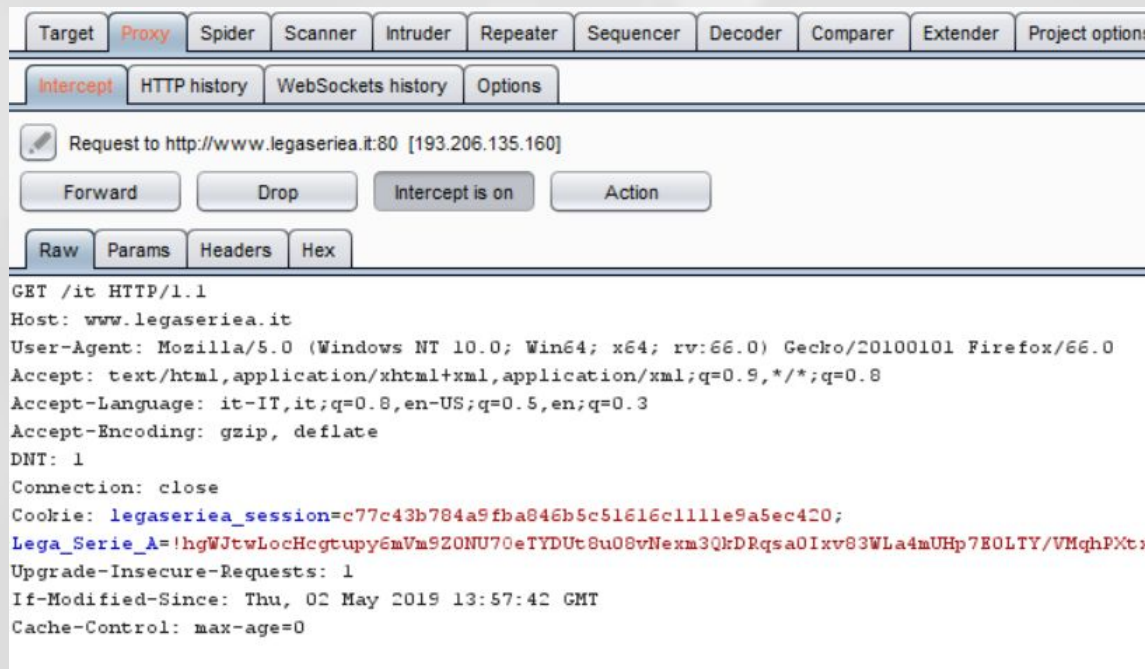 Target Proxy Spider Scanner Intruder Repeater Sequencer Decoder Comparer Extender Project options
Intercept HTTP history WebSockets history Options
Request to http://www.legaseriea.it:80 [193.206.135.160]
Forward Drop Intercept is on Action
Raw Params Headers Hex
GET /it HTTP/1.1
Host: www.legaseriea.it
User-Agent: Mozilla/5.0 (Windows NT 10.0; Win64; x64; rv:66.0) Gecko/20100101 Firefox/66.0
Accept: text/html,application/xhtml+xml,application/xml;q=0.9,*/*;q=0.8
Accept-Language: it-IT,it;q=0.8,en-US;q=0.5,en;q=0.3
Accept-Encoding: gzip, deflate
DNT: 1
Connection: close
Cookie: legaseriea_session=c77c43b784a9fba846b5c51616c1111e9a5ec420;
Lega_Serie_A=!hgWJtwLocHcgtupy6mVm9Z0NU70eTYDUt8u08vNexm3QkDRqsa0Ixv83WLa4mUHp7E0LTY/VMqhPXtx
Upgrade-Insecure-Requests: 1
If-Modified-Since: Thu, 02 May 2019 13:57:42 GMT
Cache-Control: max-age=0